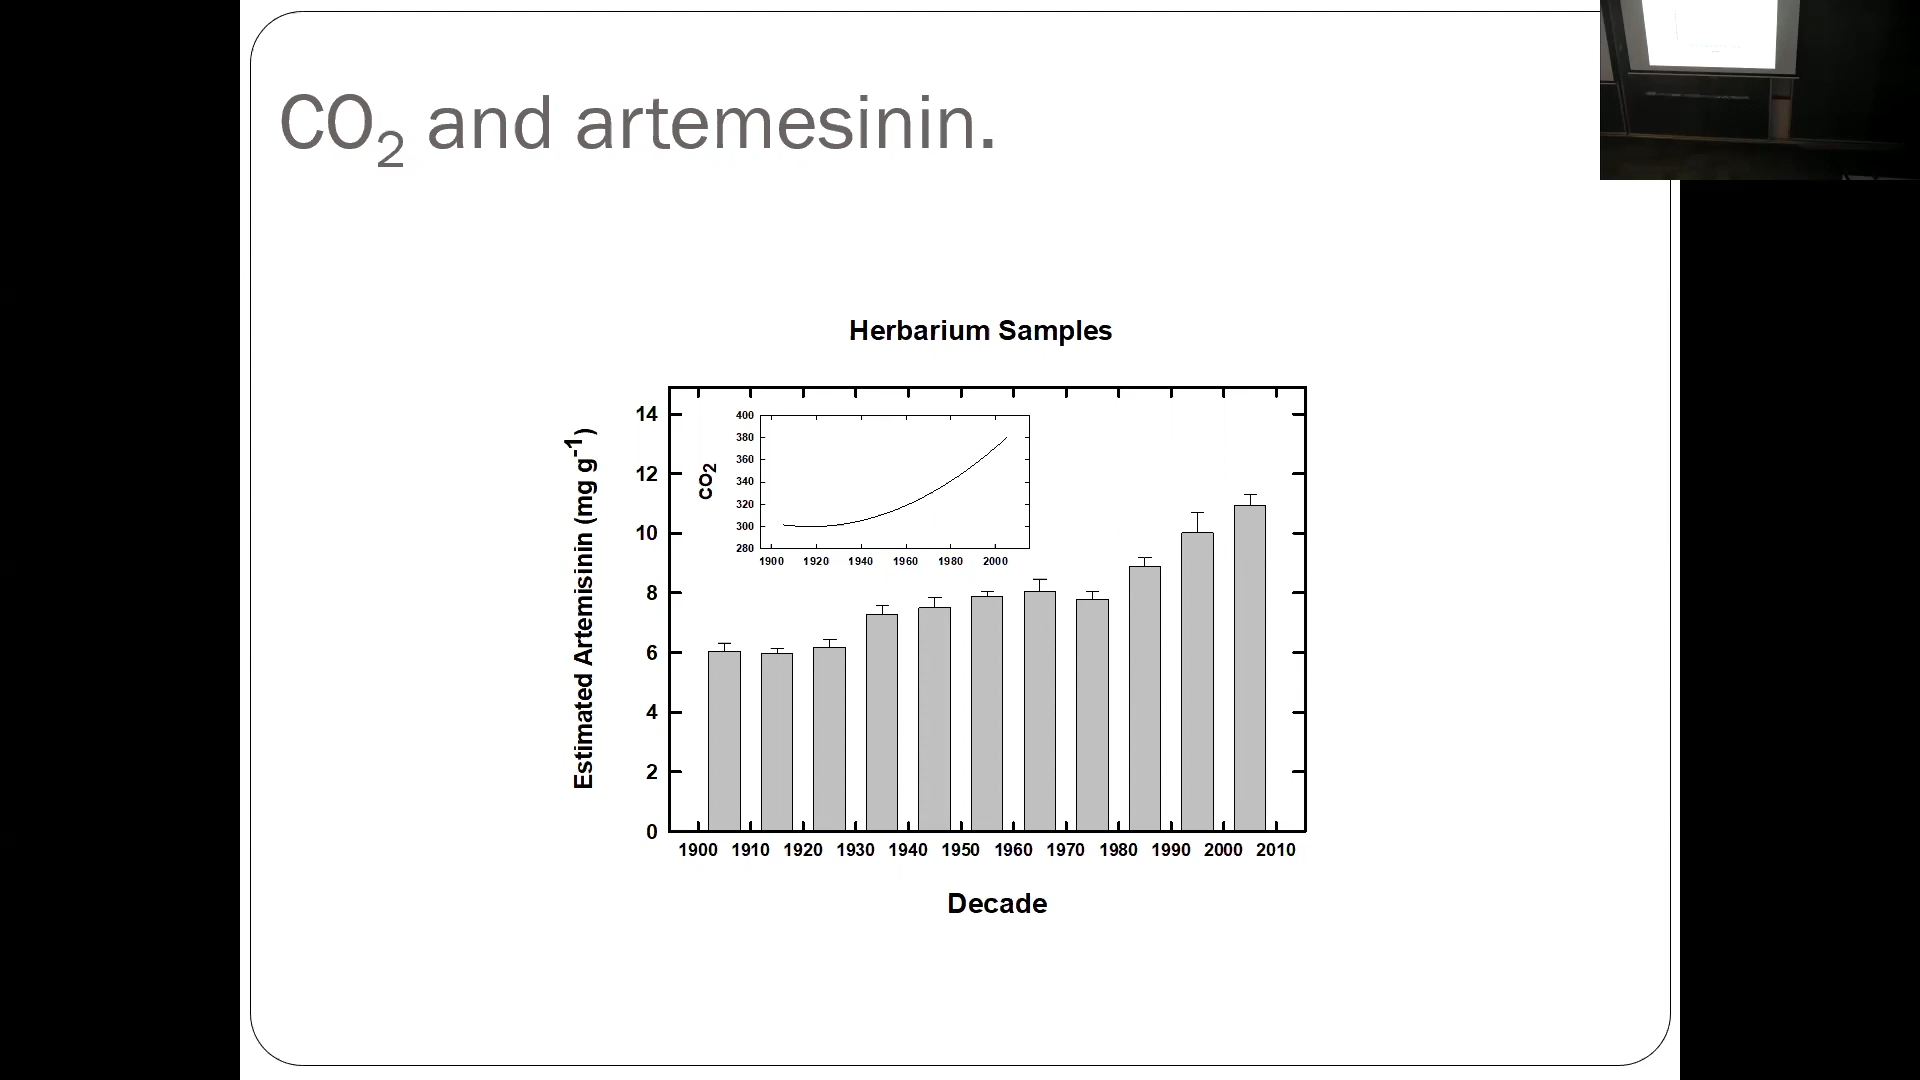 CO₂ and artemesinin.
Herbarium Samples
Estimated Artemisinin (mg g⁻¹)
14
12
10
8
6
4
2
0
CO₂
400
380
360
340
320
300
280
1900 1920 1940 1960 1980 2000
1900 1910 1920 1930 1940 1950 1960 1970 1980 1990 2000 2010
Decade